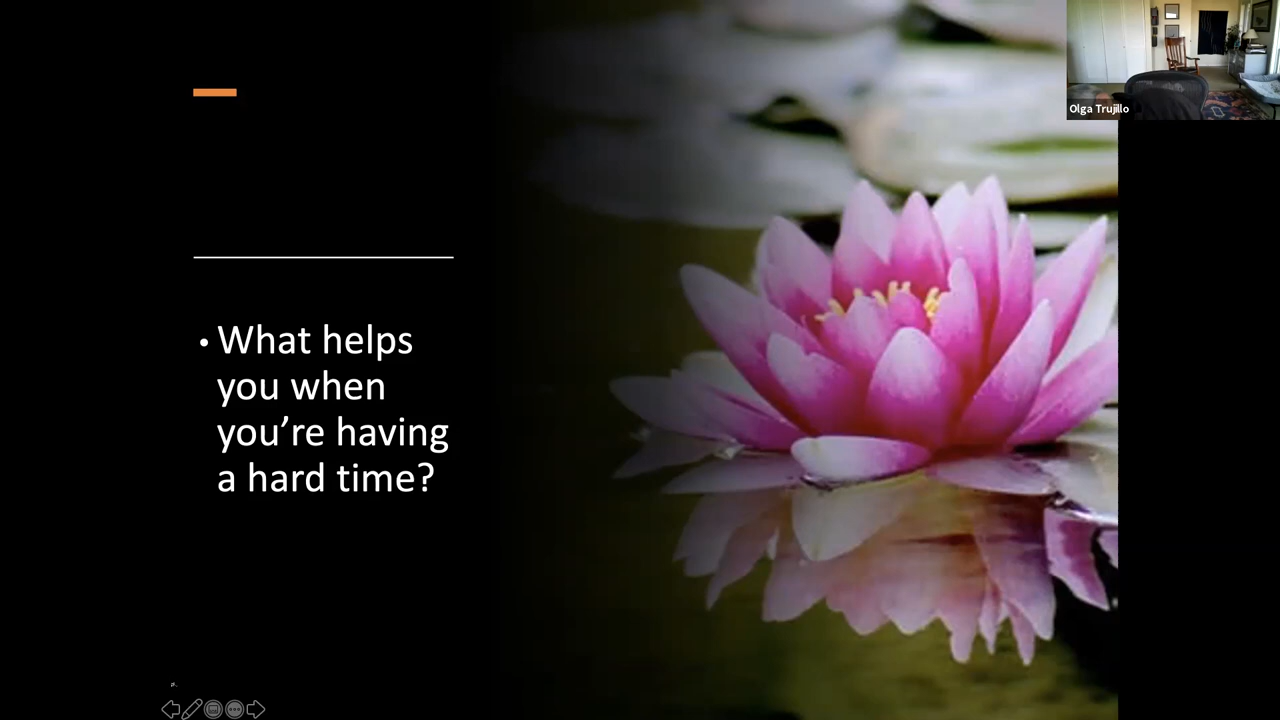 Olga Trujillo
• What helps
you when
you’re having
a hard time?